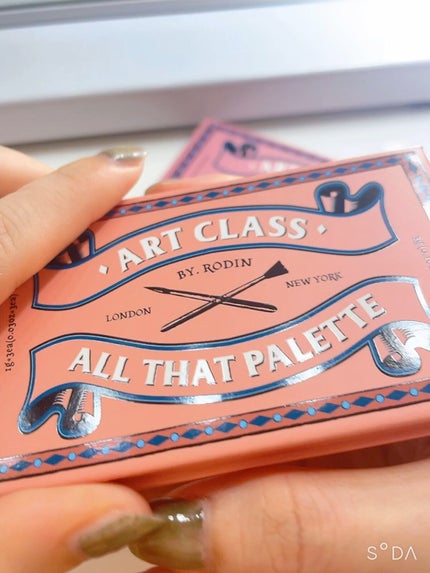 ART CLASS
BY. RODIN
LONDON
NEW YORK
ALL THAT PALETTE
SODA